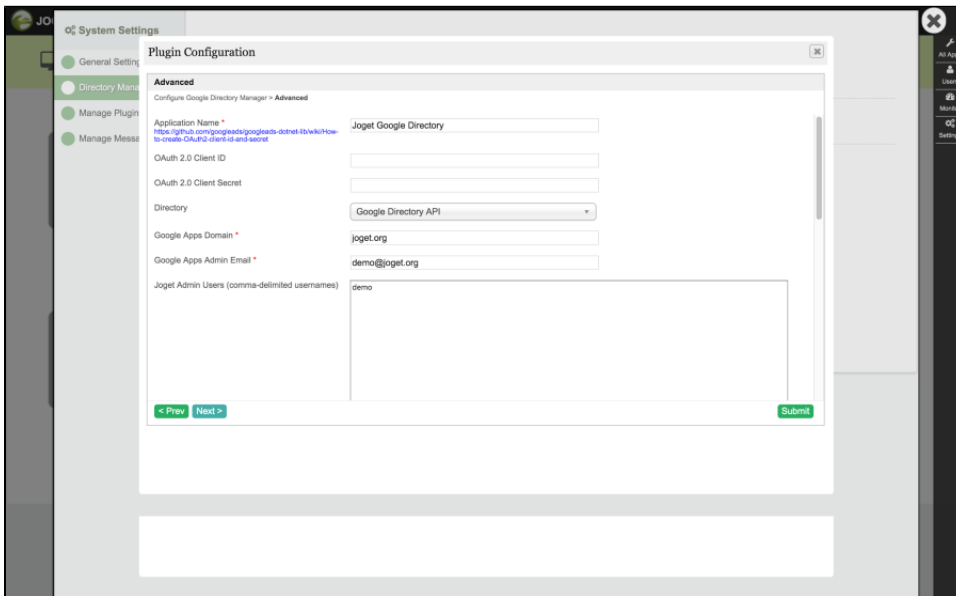 JO
System Settings
General Setting
Directory Mana
Manage Plugin
Manage Messa
Plugin Configuration
Advanced
Configure Google Directory Manager > Advanced
Application Name *
https://github.com/googleads/googleads-dotnet-lib/wiki/How-
to-create-OAuth2-client-id-and-secret
Joget Google Directory
OAuth 2.0 Client ID
OAuth 2.0 Client Secret
Directory
Google Directory API
Google Apps Domain *
joget.org
Google Apps Admin Email *
demo@joget.org
Joget Admin Users (comma-delimited usernames)
demo
< Prev
Next >
Submit
All App
User
Monito
Setting